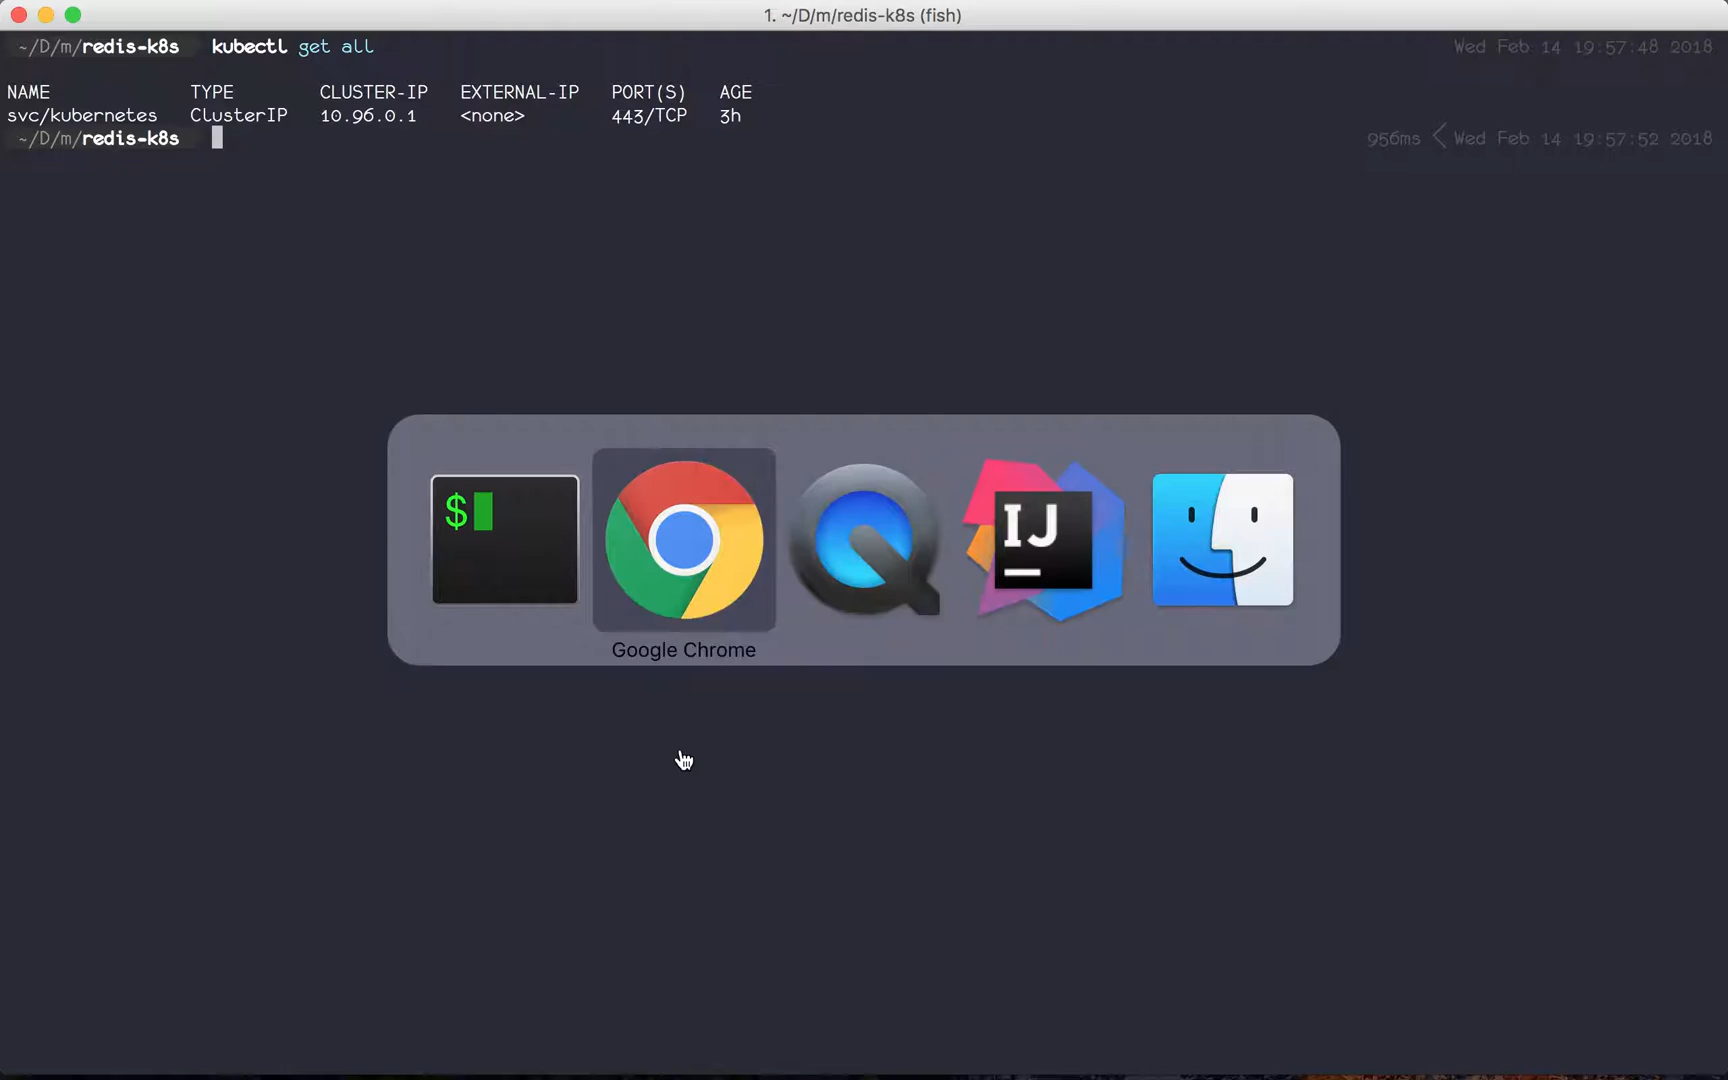 1. ~/D/m/redis-k8s (fish)
~/D/m/redis-k8s kubectl get all Wed Feb 14 19:57:48 2018
NAME TYPE CLUSTER-IP EXTERNAL-IP PORT(S) AGE
svc/kubernetes ClusterIP 10.96.0.1 <none> 443/TCP 3h
~/D/m/redis-k8s 956ms < Wed Feb 14 19:57:52 2018
$
IJ
Google Chrome